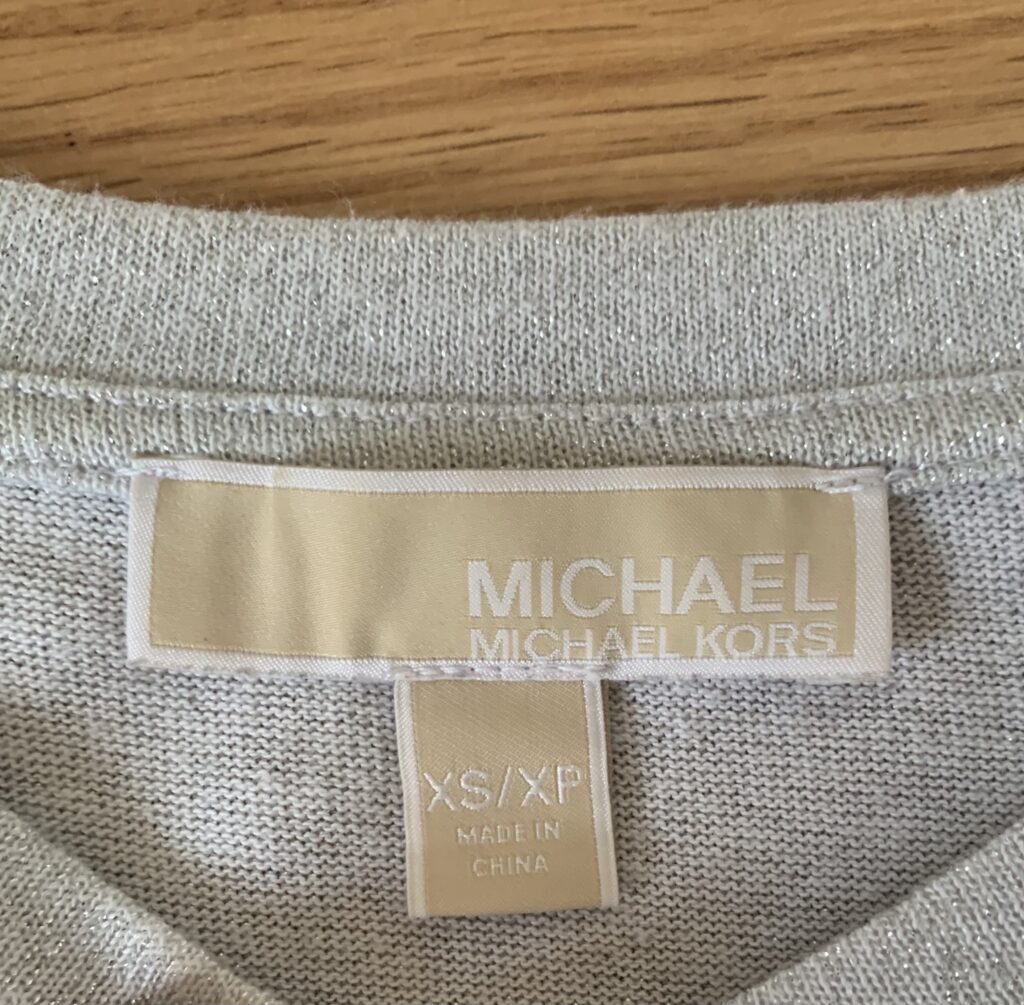 MICHAEL
MICHAEL KORS
XS/XP
MADE IN
CHINA